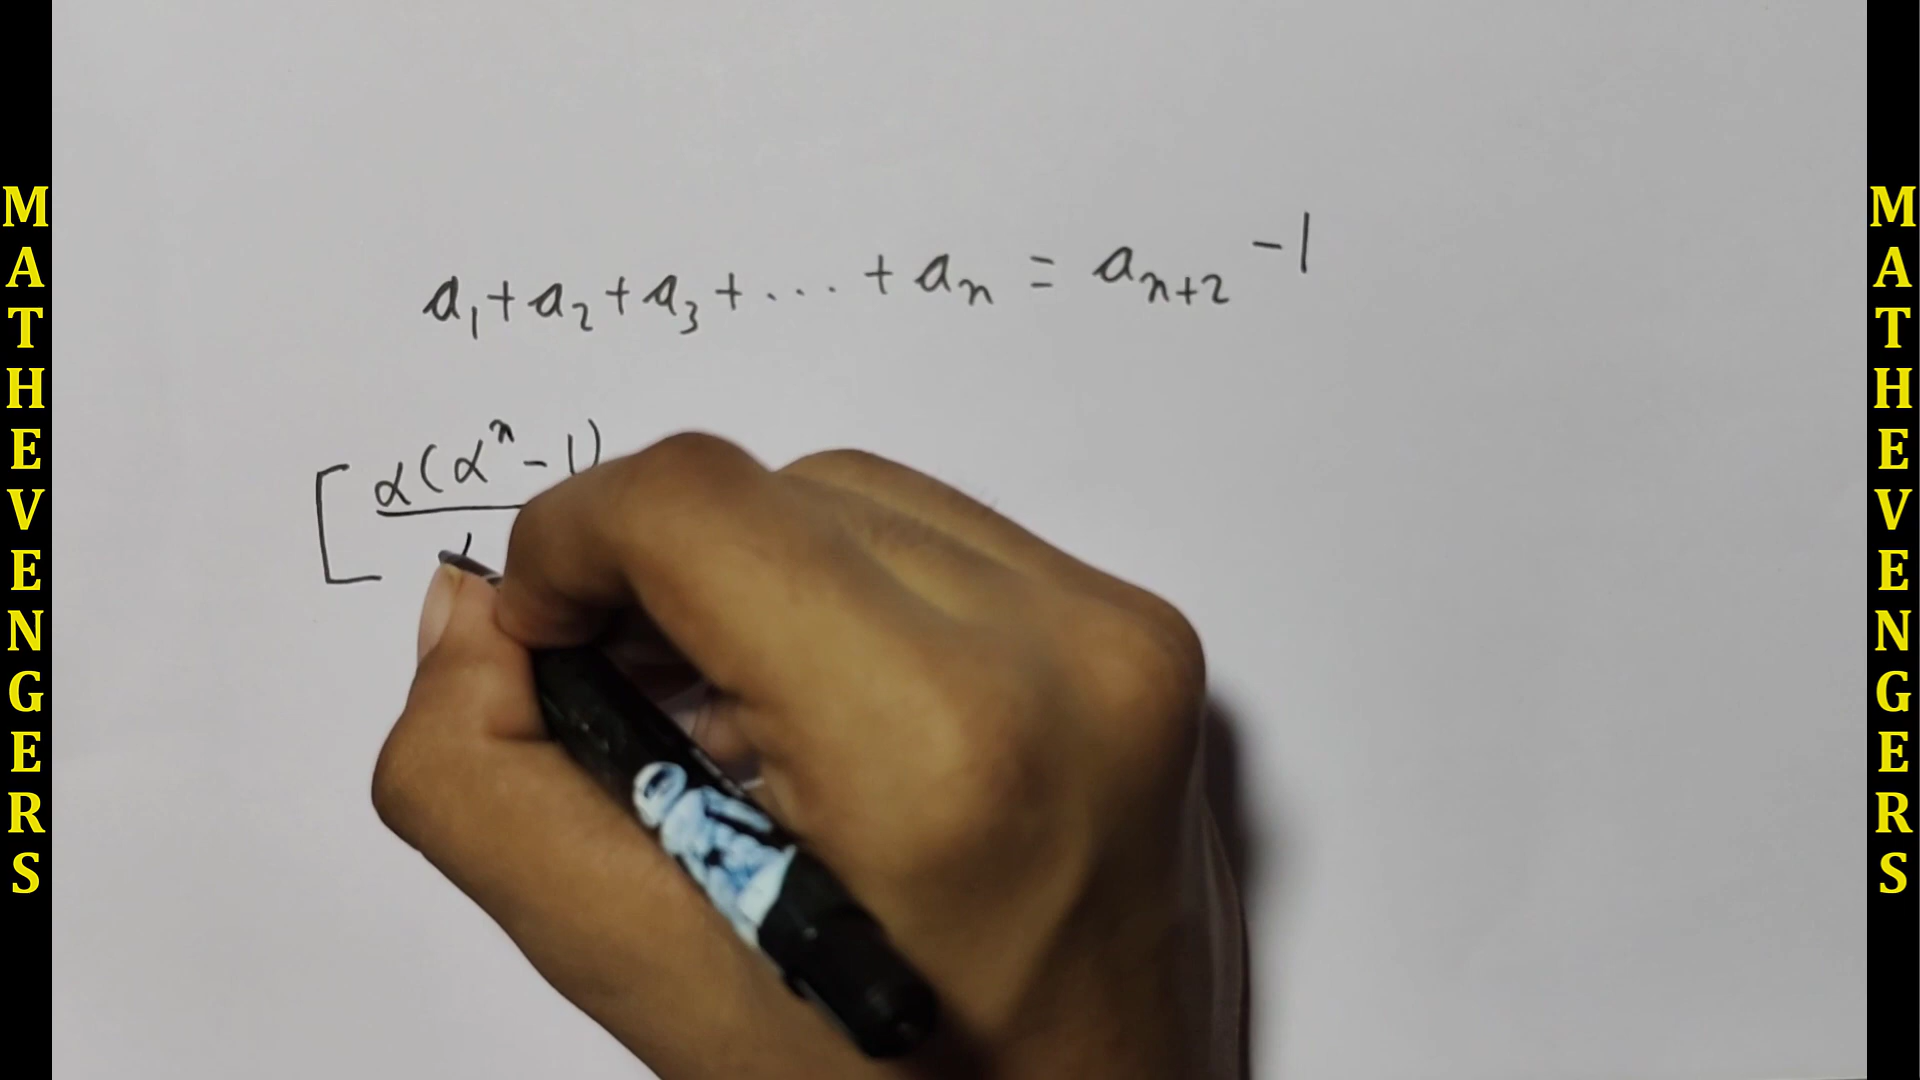 MATHEVENGERS
a₁+a₂+a₃+...+aₙ = aₙ₊₂ -1
[α(αⁿ-1)
MATHEVENGERS